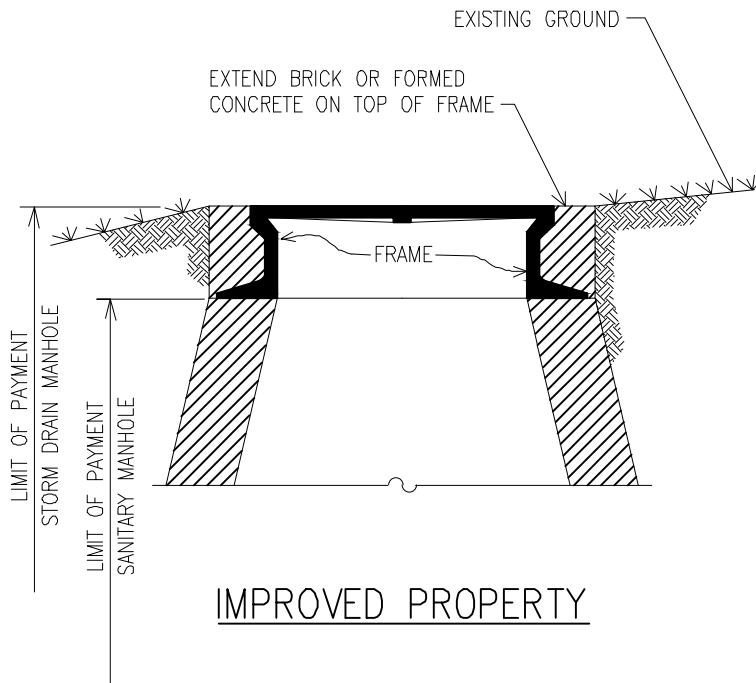 EXISTING GROUND
EXTEND BRICK OR FORMED
CONCRETE ON TOP OF FRAME
FRAME
LIMIT OF PAYMENT
STORM DRAIN MANHOLE
LIMIT OF PAYMENT
SANITARY MANHOLE
IMPROVED PROPERTY